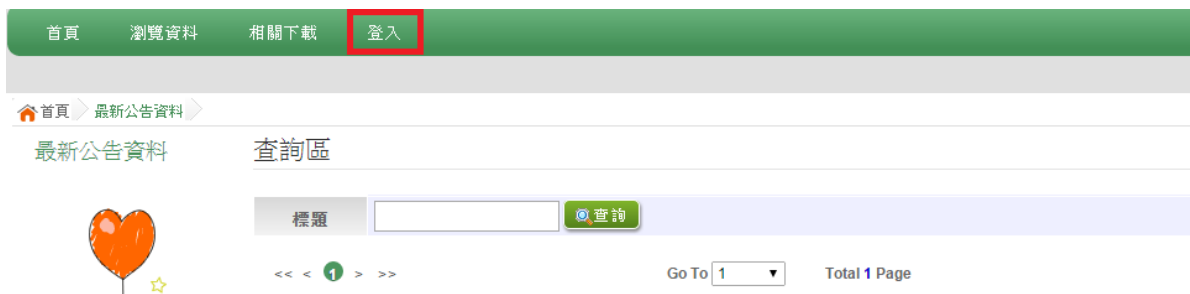 首頁 瀏覽資料 相關下載 登入
首頁 最新公告資料
最新公告資料
查詢區
標題 查詢
<< < 1 > >> Go To 1 Total 1 Page